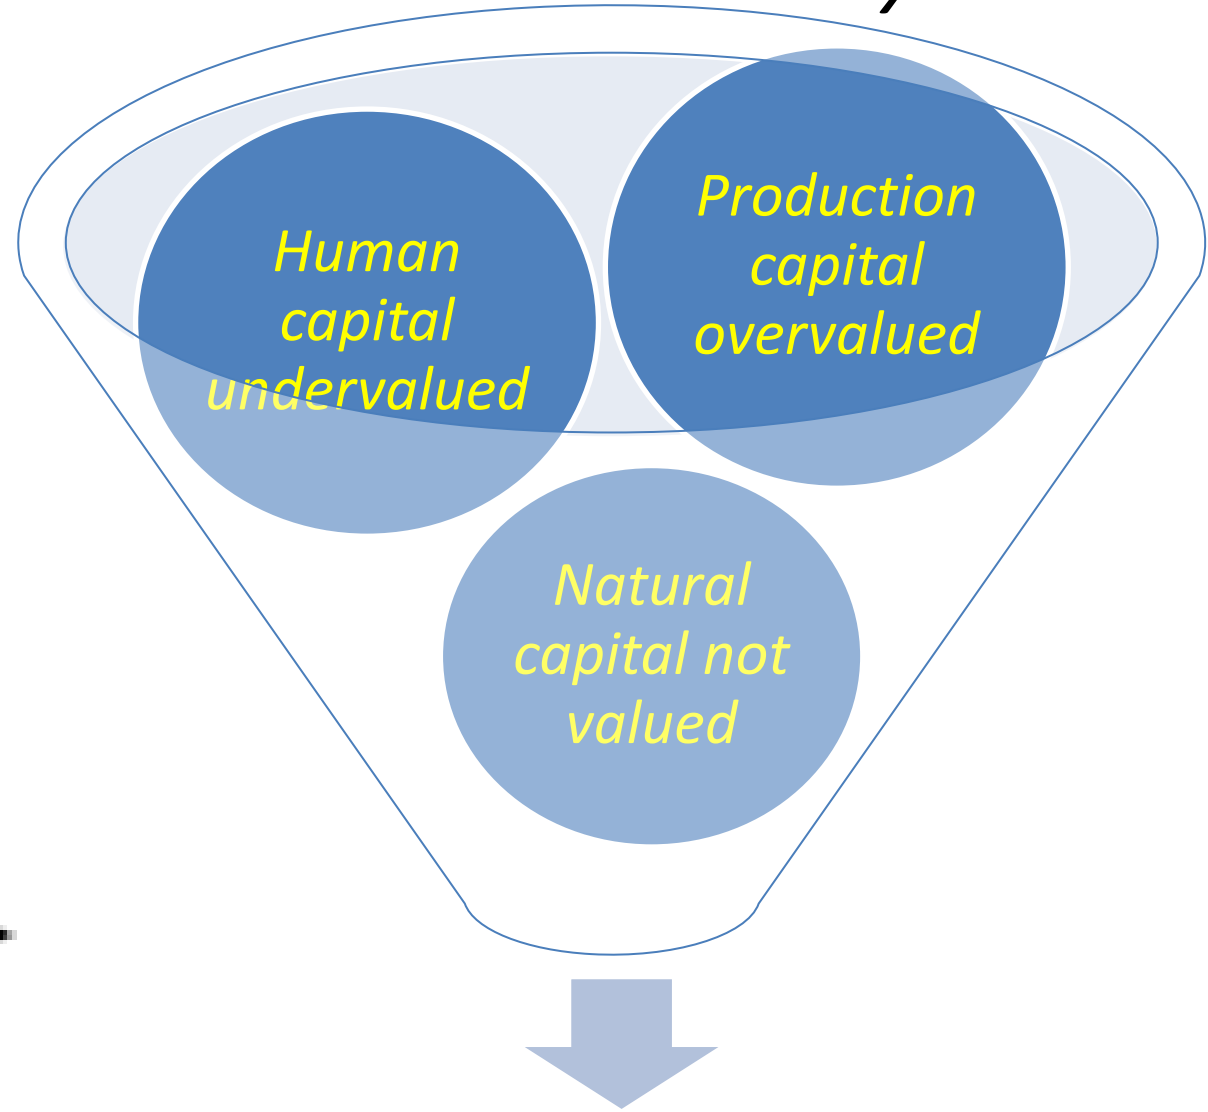 Human
capital
undervalued
Production
capital
overvalued
Natural
capital not
valued